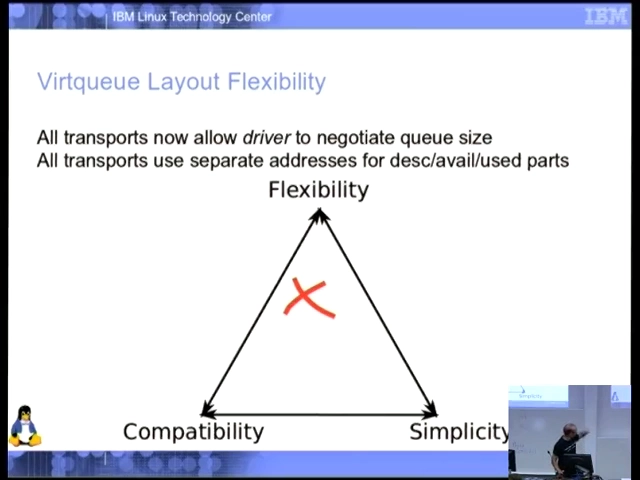 IBM Linux Technology Center
IBM
Virtqueue Layout Flexibility
All transports now allow driver to negotiate queue size
All transports use separate addresses for desc/avail/used parts
Flexibility
Compatibility
Simplicity
Simplicity